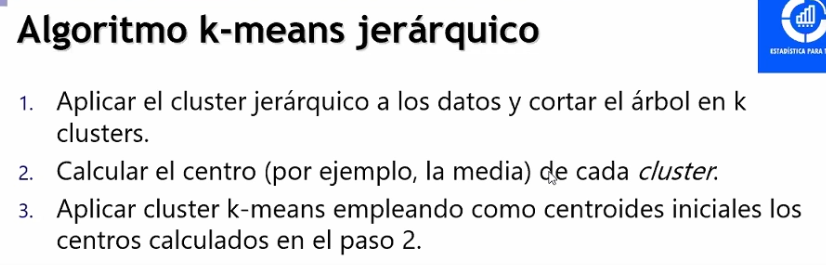 Algoritmo k-means jerárquico
ESTADÍSTICA PARA
1. Aplicar el cluster jerárquico a los datos y cortar el árbol en k
clusters.
2. Calcular el centro (por ejemplo, la media) de cada cluster.
3. Aplicar cluster k-means empleando como centroides iniciales los
centros calculados en el paso 2.